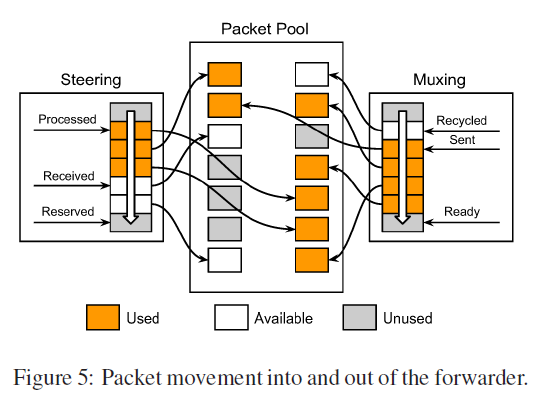 Packet Pool
Steering
Muxing
Processed
Received
Reserved
Recycled
Sent
Ready
Used
Available
Unused
Figure 5: Packet movement into and out of the forwarder.